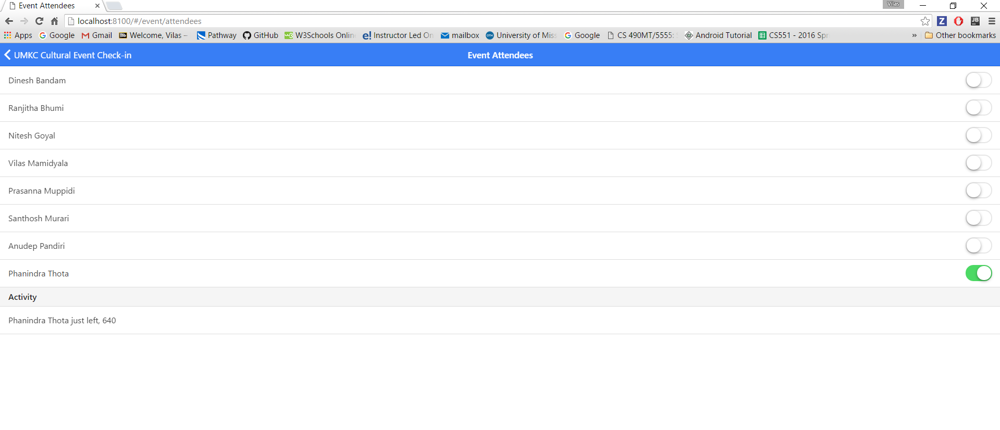 Event Attendees
Vilas
localhost:8100/#/event/attendees
Z
JB
Apps Google Gmail Bb Welcome, Vilas – Pathway GitHub W3Schools Onlin e! Instructor Led On mailbox University of Miss Google CS 490MT/5555: Android Tutorial CS551 - 2016 Spr » Other bookmarks
UMKC Cultural Event Check-in Event Attendees
Dinesh Bandam
Ranjitha Bhumi
Nitesh Goyal
Vilas Mamidyala
Prasanna Muppidi
Santhosh Murari
Anudep Pandiri
Phanindra Thota
Activity
Phanindra Thota just left, 640